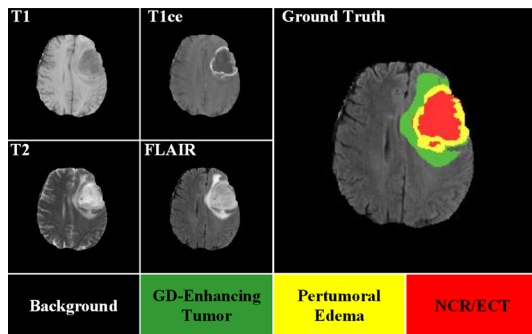 T1
T1ce
Ground Truth
T2
FLAIR
Background
GD-Enhancing
Tumor
Pertumoral
Edema
NCR/ECT